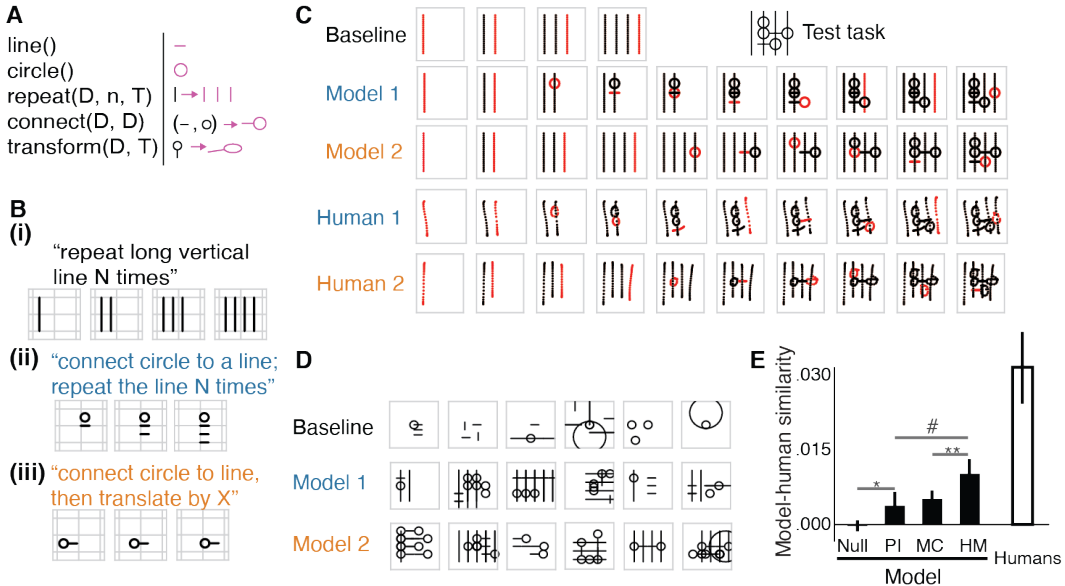 A
line()
circle()
repeat(D, n, T)
connect(D, D)
transform(D, T)
B
(i)
“repeat long vertical
line N times”
(ii)
“connect circle to a line;
repeat the line N times”
(iii)
“connect circle to line,
then translate by X”
C
Baseline
Test task
Model 1
Model 2
Human 1
Human 2
D
Baseline
Model 1
Model 2
E
Model-human similarity
.030
.015
.000
#
**
*
Null PI MC HM Humans
Model